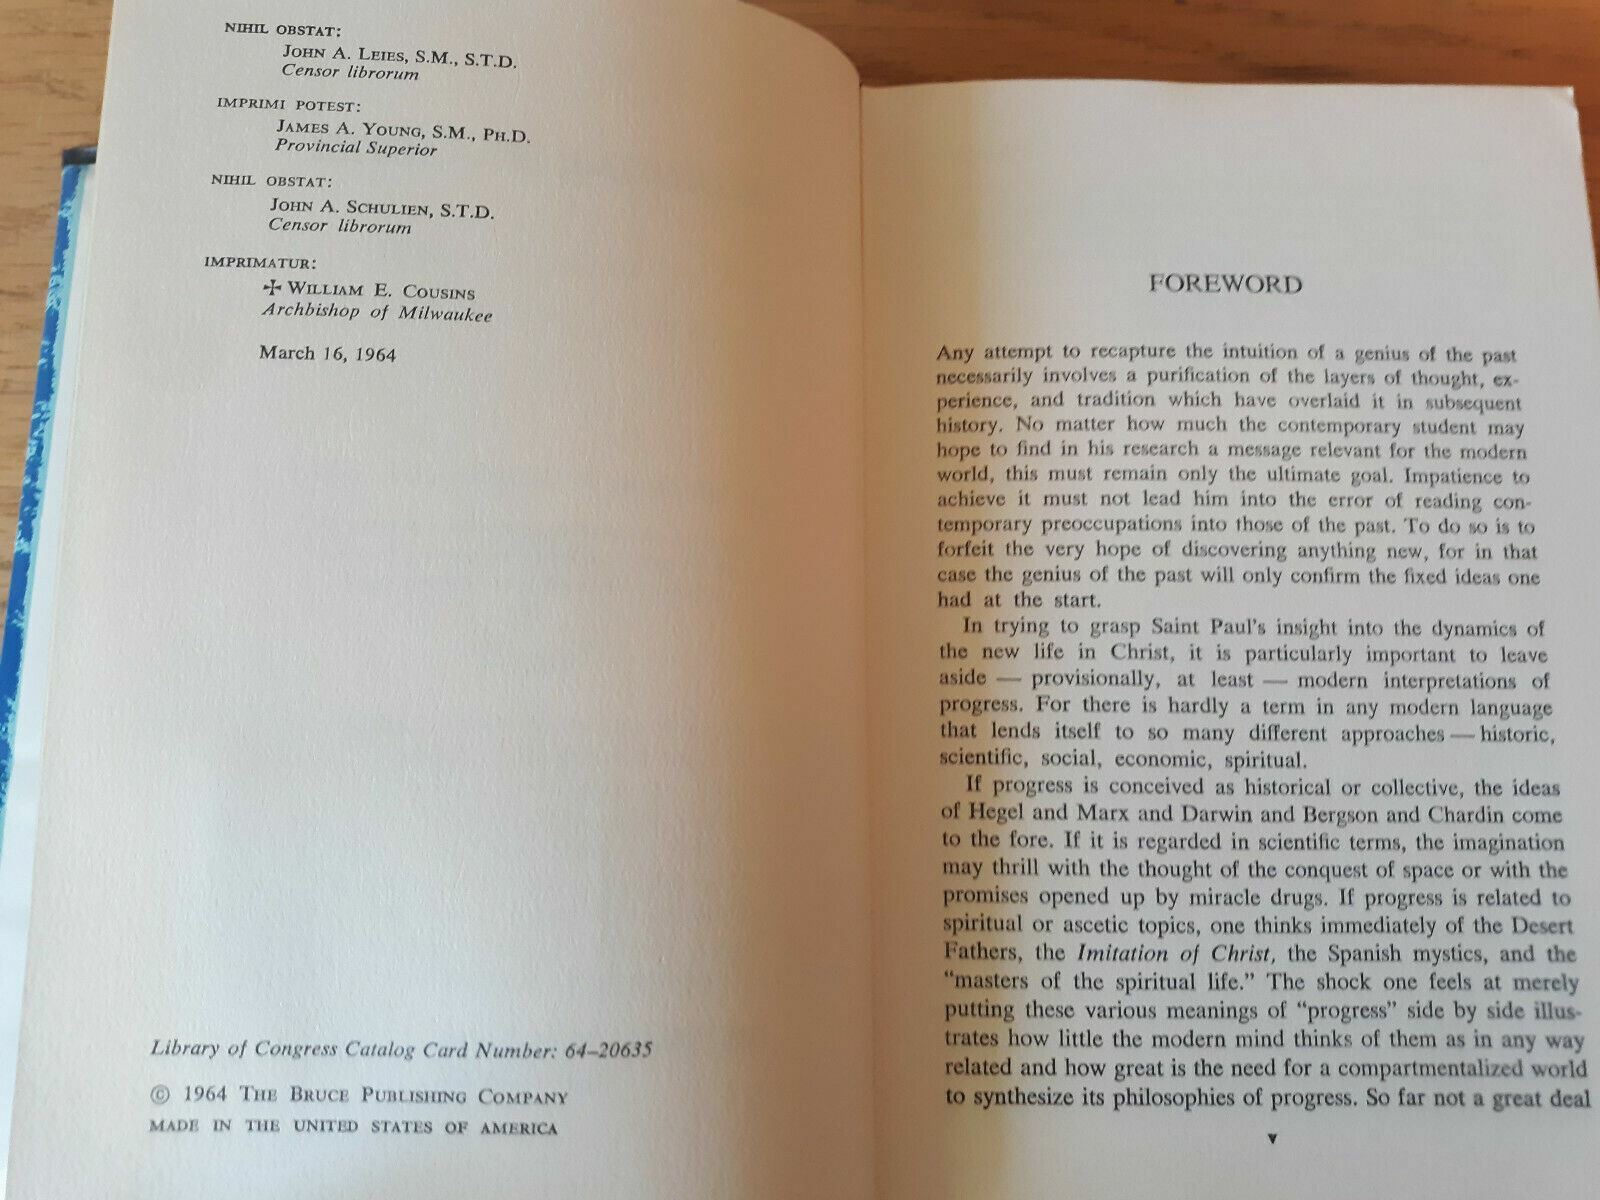 NIHIL OBSTAT:
JOHN A. LEIES, S.M., S.T.D.
Censor librorum
IMPRIMI POTEST:
JAMES A. YOUNG, S.M., PH.D.
Provincial Superior
NIHIL OBSTAT:
JOHN A. SCHULIEN, S.T.D.
Censor librorum
IMPRIMATUR:
✠ WILLIAM E. COUSINS
Archbishop of Milwaukee
March 16, 1964
Library of Congress Catalog Card Number: 64–20635
© 1964 THE BRUCE PUBLISHING COMPANY
MADE IN THE UNITED STATES OF AMERICA
FOREWORD
Any attempt to recapture the intuition of a genius of the past
necessarily involves a purification of the layers of thought, ex-
perience, and tradition which have overlaid it in subsequent
history. No matter how much the contemporary student may
hope to find in his research a message relevant for the modern
world, this must remain only the ultimate goal. Impatience to
achieve it must not lead him into the error of reading con-
temporary preoccupations into those of the past. To do so is to
forfeit the very hope of discovering anything new, for in that
case the genius of the past will only confirm the fixed ideas one
had at the start.
In trying to grasp Saint Paul's insight into the dynamics of
the new life in Christ, it is particularly important to leave
aside — provisionally, at least — modern interpretations of
progress. For there is hardly a term in any modern language
that lends itself to so many different approaches — historic,
scientific, social, economic, spiritual.
If progress is conceived as historical or collective, the ideas
of Hegel and Marx and Darwin and Bergson and Chardin come
to the fore. If it is regarded in scientific terms, the imagination
may thrill with the thought of the conquest of space or with the
promises opened up by miracle drugs. If progress is related to
spiritual or ascetic topics, one thinks immediately of the Desert
Fathers, the Imitation of Christ, the Spanish mystics, and the
“masters of the spiritual life.” The shock one feels at merely
putting these various meanings of “progress” side by side illus-
trates how little the modern mind thinks of them as in any way
related and how great is the need for a compartmentalized world
to synthesize its philosophies of progress. So far not a great deal
v